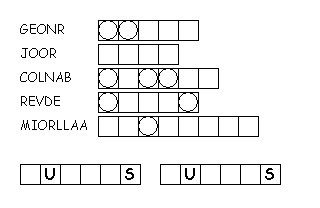 GEONR
JOOR
COLNAB
REVDE
MIORLLAA
U S U S